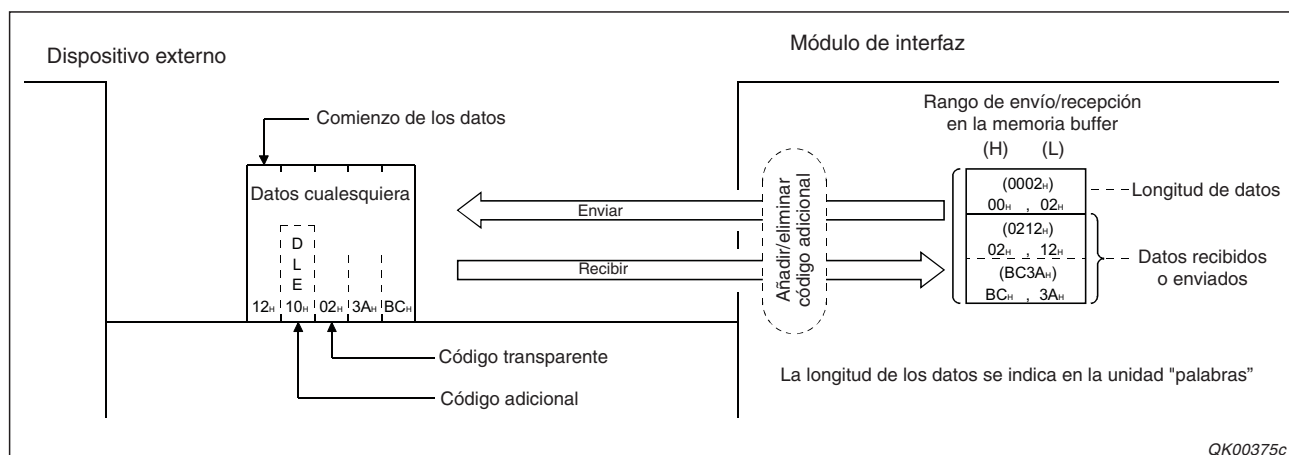 Dispositivo externo
Módulo de interfaz
Comienzo de los datos
Datos cualesquiera
D
L
E
12H 10H 02H 3AH BCH
Código transparente
Código adicional
Enviar
Recibir
Añadir/eliminar
código adicional
Rango de envío/recepción
en la memoria buffer
(H) (L)
(0002H)
00H , 02H
Longitud de datos
(0212H)
02H , 12H
(BC3AH)
BCH , 3AH
Datos recibidos
o enviados
La longitud de los datos se indica en la unidad "palabras”
QK00375c